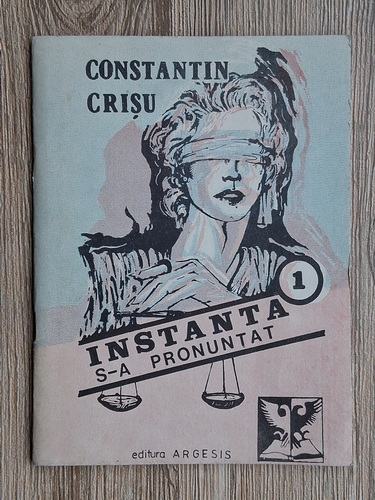 CONSTANTIN
CRIȘU
1
INSTANTA
S-A PRONUNTAT
editura ARGESIS